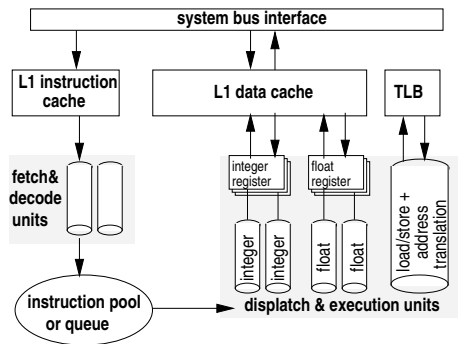 system bus interface
L1 instruction
cache
L1 data cache
TLB
fetch&
decode
units
integer
register
float
register
integer
integer
float
float
load/store +
address
translation
instruction pool
or queue
displatch & execution units